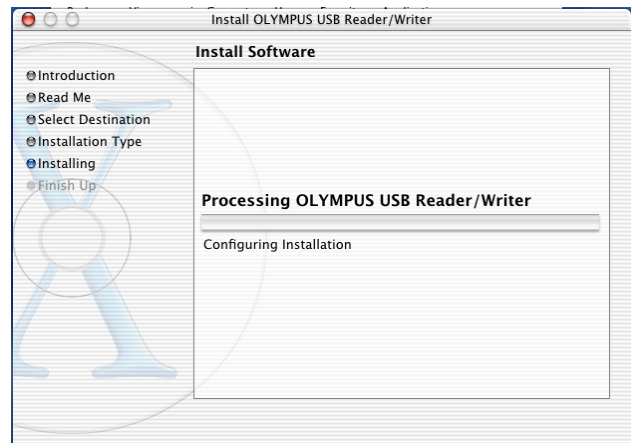 Install OLYMPUS USB Reader/Writer
Install Software
Introduction
Read Me
Select Destination
Installation Type
Installing
Finish Up
Processing OLYMPUS USB Reader/Writer
Configuring Installation